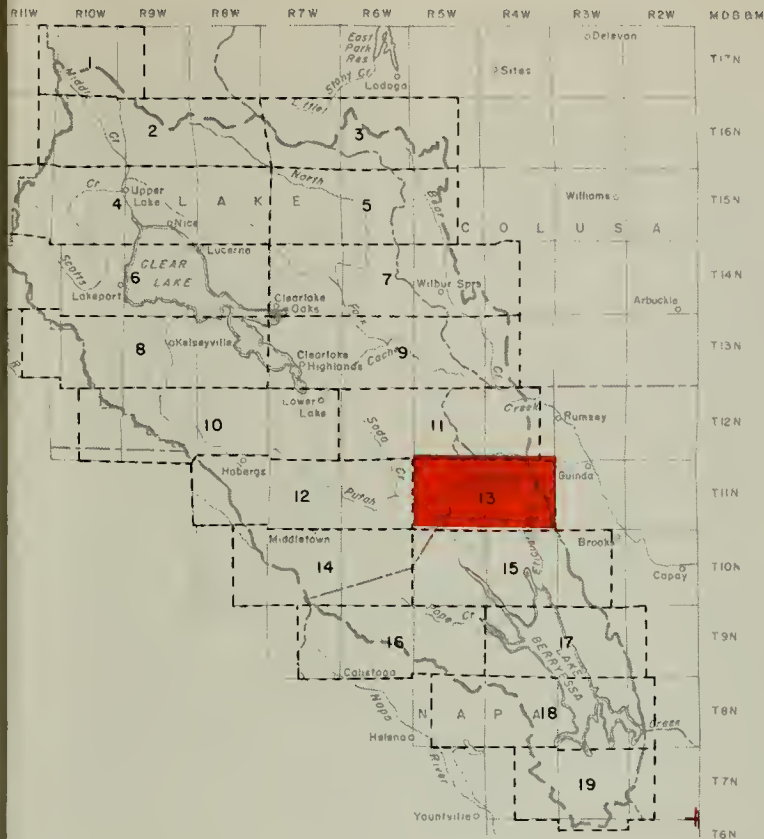 R11W R10W R9W R8W R7W R6W R5W R4W R3W R2W MDB&M
East Park Res
Delevan
T17N
1
Stony Cr
Sites
Lodoga
Middle Cr
Little
2
3
T16N
Cr
Upper Lake
North
Bear
Williams
T15N
4
L A K E
5
Nice
C O L U S A
Lucerne
Scotts
6
CLEAR LAKE
7
Wilbur Sprs
T14N
Lakeport
Clearlake Oaks
Arbuckle
Fork
Cache
Cr
8
Kelseyville
Clearlake Highlands
9
T13N
Lower Lake
Creek
Rumsey
10
Soda
11
T12N
Hobergs
Cr
Guinda
12
Putah
13
T11N
Middletown
Brooks
14
15
Capay
T10N
Pope Cr
16
17
T9N
LAKE BERRYESSA
Calistoga
N A P A
18
T8N
Napa River
Helena
Creek
19
T7N
Yountville
T6N